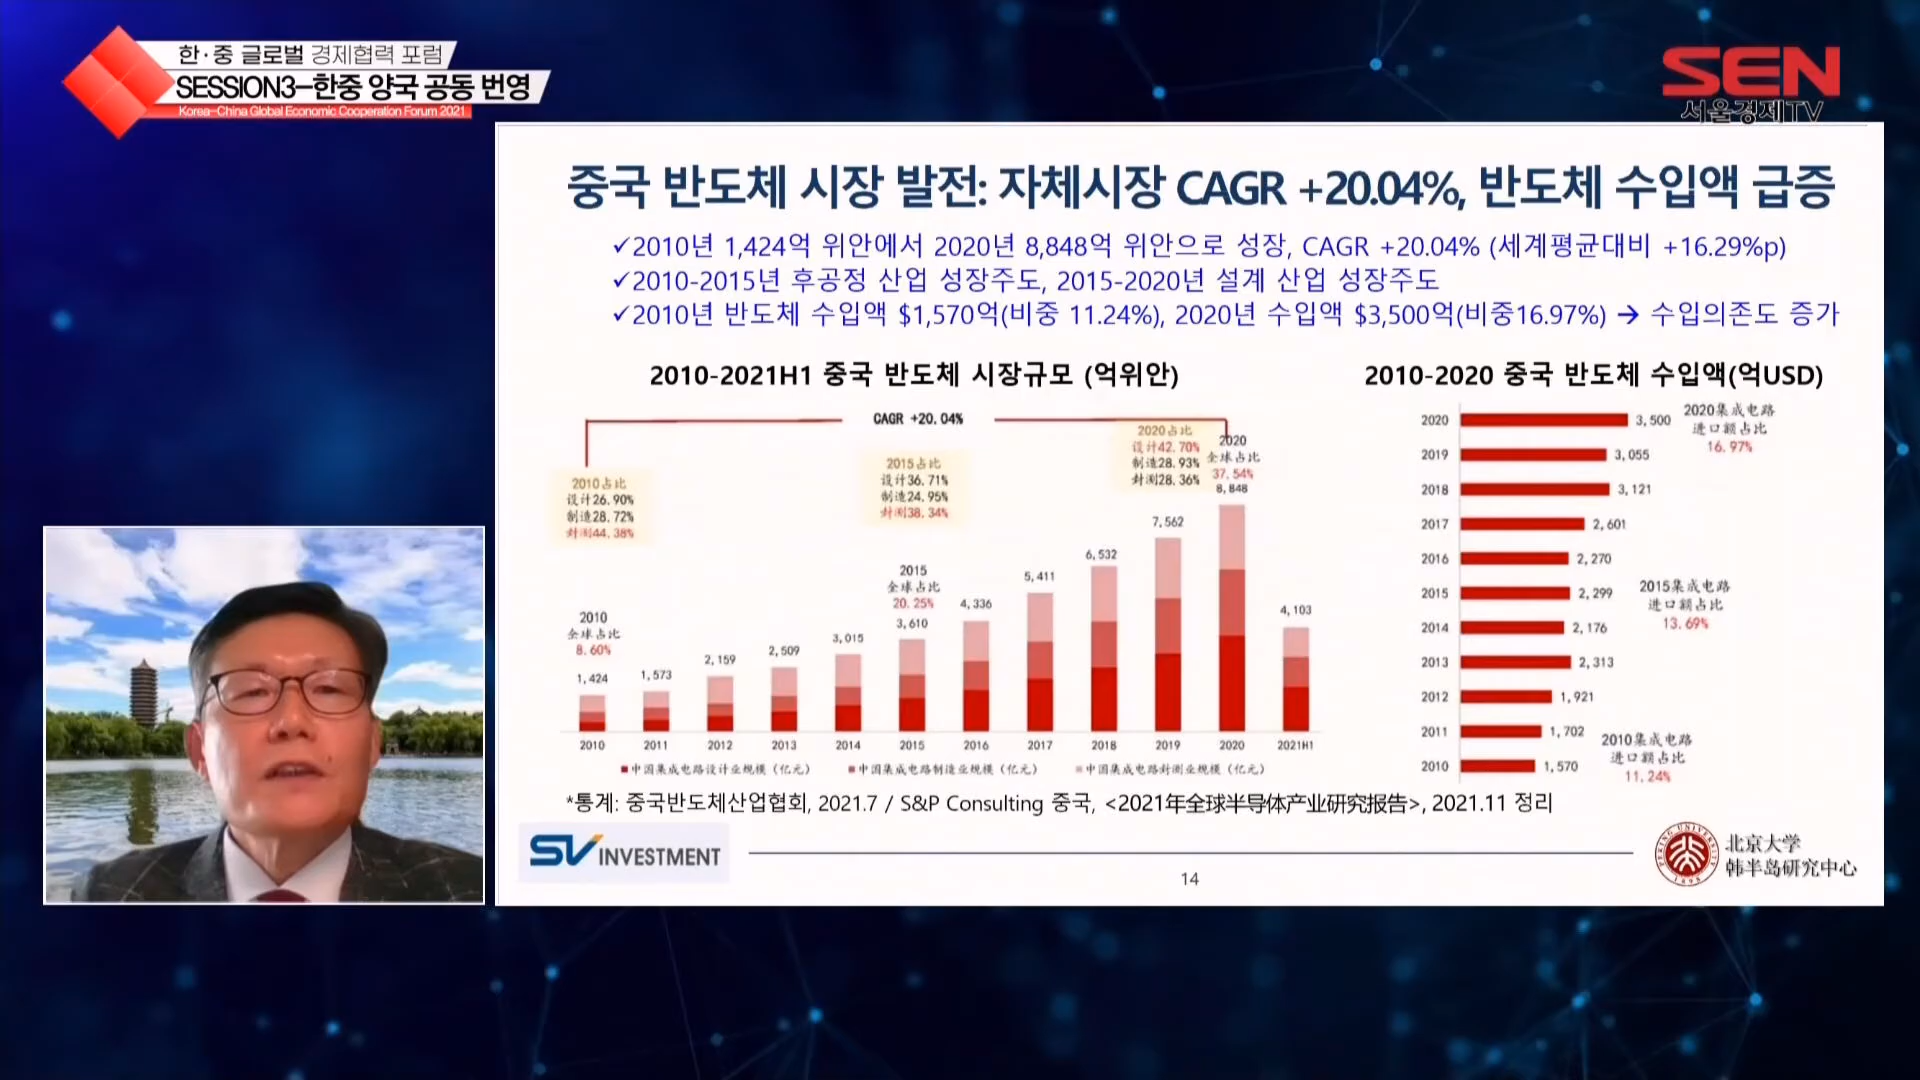 한·중 글로벌 경제협력 포럼
SESSION3-한중 양국 공동 번영
Korea-China Global Economic Cooperation Forum 2021
SEN
서울경제TV
중국 반도체 시장 발전: 자체시장 CAGR +20.04%, 반도체 수입액 급증
✓2010년 1,424억 위안에서 2020년 8,848억 위안으로 성장, CAGR +20.04% (세계평균대비 +16.29%p)
✓2010-2015년 후공정 산업 성장주도, 2015-2020년 설계 산업 성장주도
✓2010년 반도체 수입액 $1,570억(비중 11.24%), 2020년 수입액 $3,500억(비중16.97%) → 수입의존도 증가
2010-2021H1 중국 반도체 시장규모 (억위안)
CAGR +20.04%
2010占比
设计26.90%
制造28.72%
封测44.38%
2015占比
设计36.71%
制造24.95%
封测38.34%
2020占比
设计42.70%
制造28.93%
封测28.36%
2020
全球占比
37.54%
8,848
7,562
6,532
5,411
4,336
2015
全球占比
20.25%
3,610
3,015
2,509
2,159
1,573
2010
全球占比
8.60%
1,424
4,103
2010 2011 2012 2013 2014 2015 2016 2017 2018 2019 2020 2021H1
■中国集成电路设计业规模（亿元） ■中国集成电路制造业规模（亿元） ■中国集成电路封测业规模（亿元）
2010-2020 중국 반도체 수입액(억USD)
2020 3,500
2019 3,055
2018 3,121
2017 2,601
2016 2,270
2015 2,299
2014 2,176
2013 2,313
2012 1,921
2011 1,702
2010 1,570
2020集成电路
进口额占比
16.97%
2015集成电路
进口额占比
13.69%
2010集成电路
进口额占比
11.24%
*통계: 중국반도체산업협회, 2021.7 / S&P Consulting 중국, <2021年全球半导体产业研究报告>, 2021.11 정리
SV INVESTMENT
14
PEKING UNIVERSITY
1898
北京大学
韩半岛研究中心